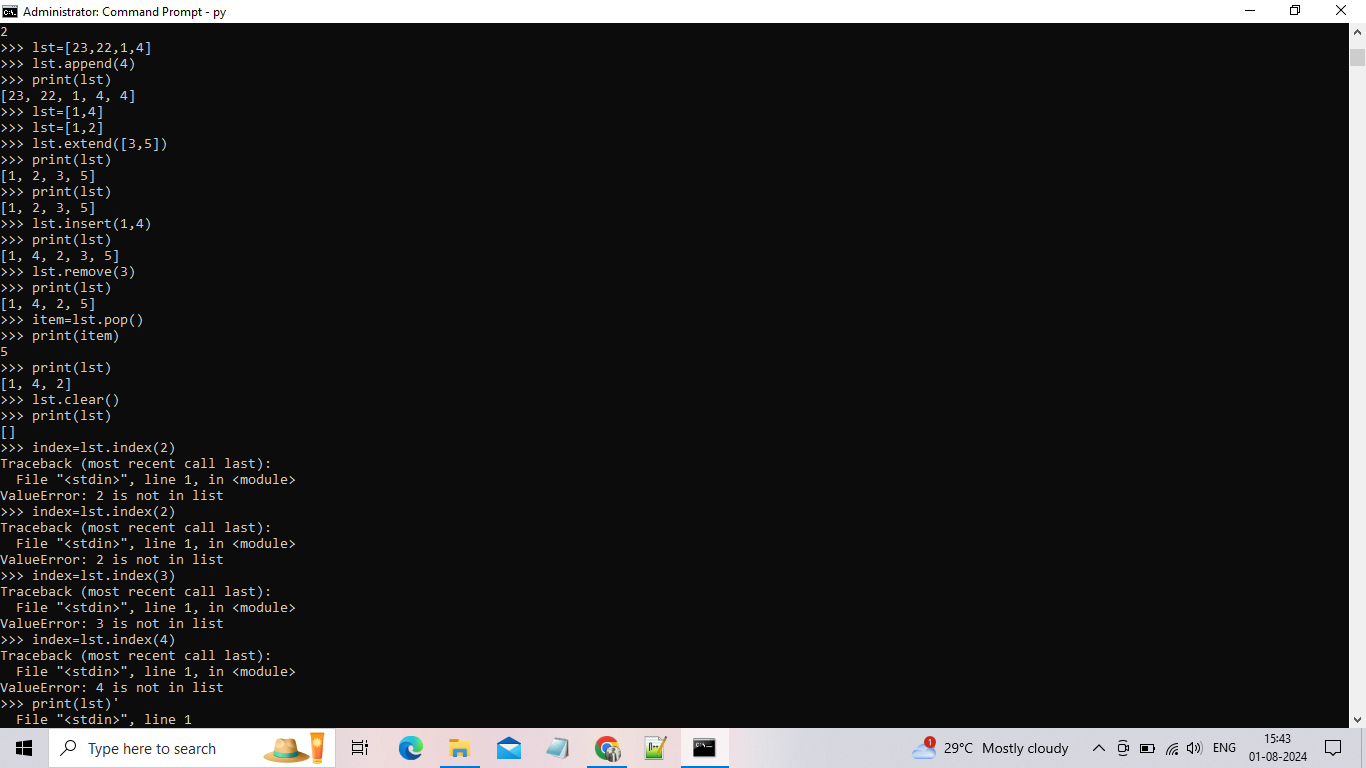 Administrator: Command Prompt - py
2
>>> lst=[23,22,1,4]
>>> lst.append(4)
>>> print(lst)
[23, 22, 1, 4, 4]
>>> lst=[1,4]
>>> lst=[1,2]
>>> lst.extend([3,5])
>>> print(lst)
[1, 2, 3, 5]
>>> print(lst)
[1, 2, 3, 5]
>>> lst.insert(1,4)
>>> print(lst)
[1, 4, 2, 3, 5]
>>> lst.remove(3)
>>> print(lst)
[1, 4, 2, 5]
>>> item=lst.pop()
>>> print(item)
5
>>> print(lst)
[1, 4, 2]
>>> lst.clear()
>>> print(lst)
[]
>>> index=lst.index(2)
Traceback (most recent call last):
  File "<stdin>", line 1, in <module>
ValueError: 2 is not in list
>>> index=lst.index(2)
Traceback (most recent call last):
  File "<stdin>", line 1, in <module>
ValueError: 2 is not in list
>>> index=lst.index(3)
Traceback (most recent call last):
  File "<stdin>", line 1, in <module>
ValueError: 3 is not in list
>>> index=lst.index(4)
Traceback (most recent call last):
  File "<stdin>", line 1, in <module>
ValueError: 4 is not in list
>>> print(lst)'
  File "<stdin>", line 1
Type here to search
1
29°C Mostly cloudy
ENG
15:43
01-08-2024